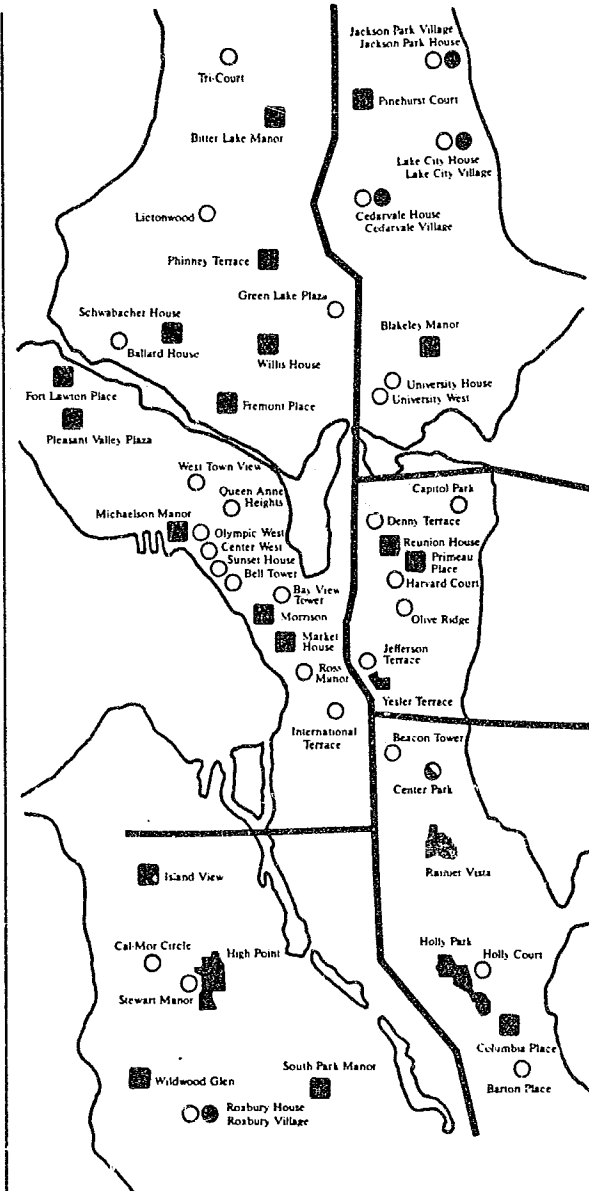 Jackson Park Village
Jackson Park House
Tri-Court
Pinehurst Court
Bitter Lake Manor
Lake City House
Lake City Village
Lictonwood
Cedarvale House
Cedarvale Village
Phinney Terrace
Green Lake Plaza
Schwabacher House
Blakeley Manor
Ballard House
Willis House
Fort Lawton Place
University House
University West
Fremont Place
Pleasant Valley Plaza
West Town View
Capitol Park
Queen Anne
Heights
Michaelson Manor
Denny Terrace
Olympic West
Reunion House
Center West
Primeau
Place
Sunset House
Bell Tower
Harvard Court
Bay View
Tower
Morrison
Olive Ridge
Market
House
Jefferson
Terrace
Ross
Manor
Yesler Terrace
International
Terrace
Beacon Tower
Center Park
Island View
Rainier Vista
Cal-Mor Circle
High Point
Holly Park
Holly Court
Stewart Manor
Columbia Place
Wildwood Glen
South Park Manor
Barton Place
Roxbury House
Roxbury Village